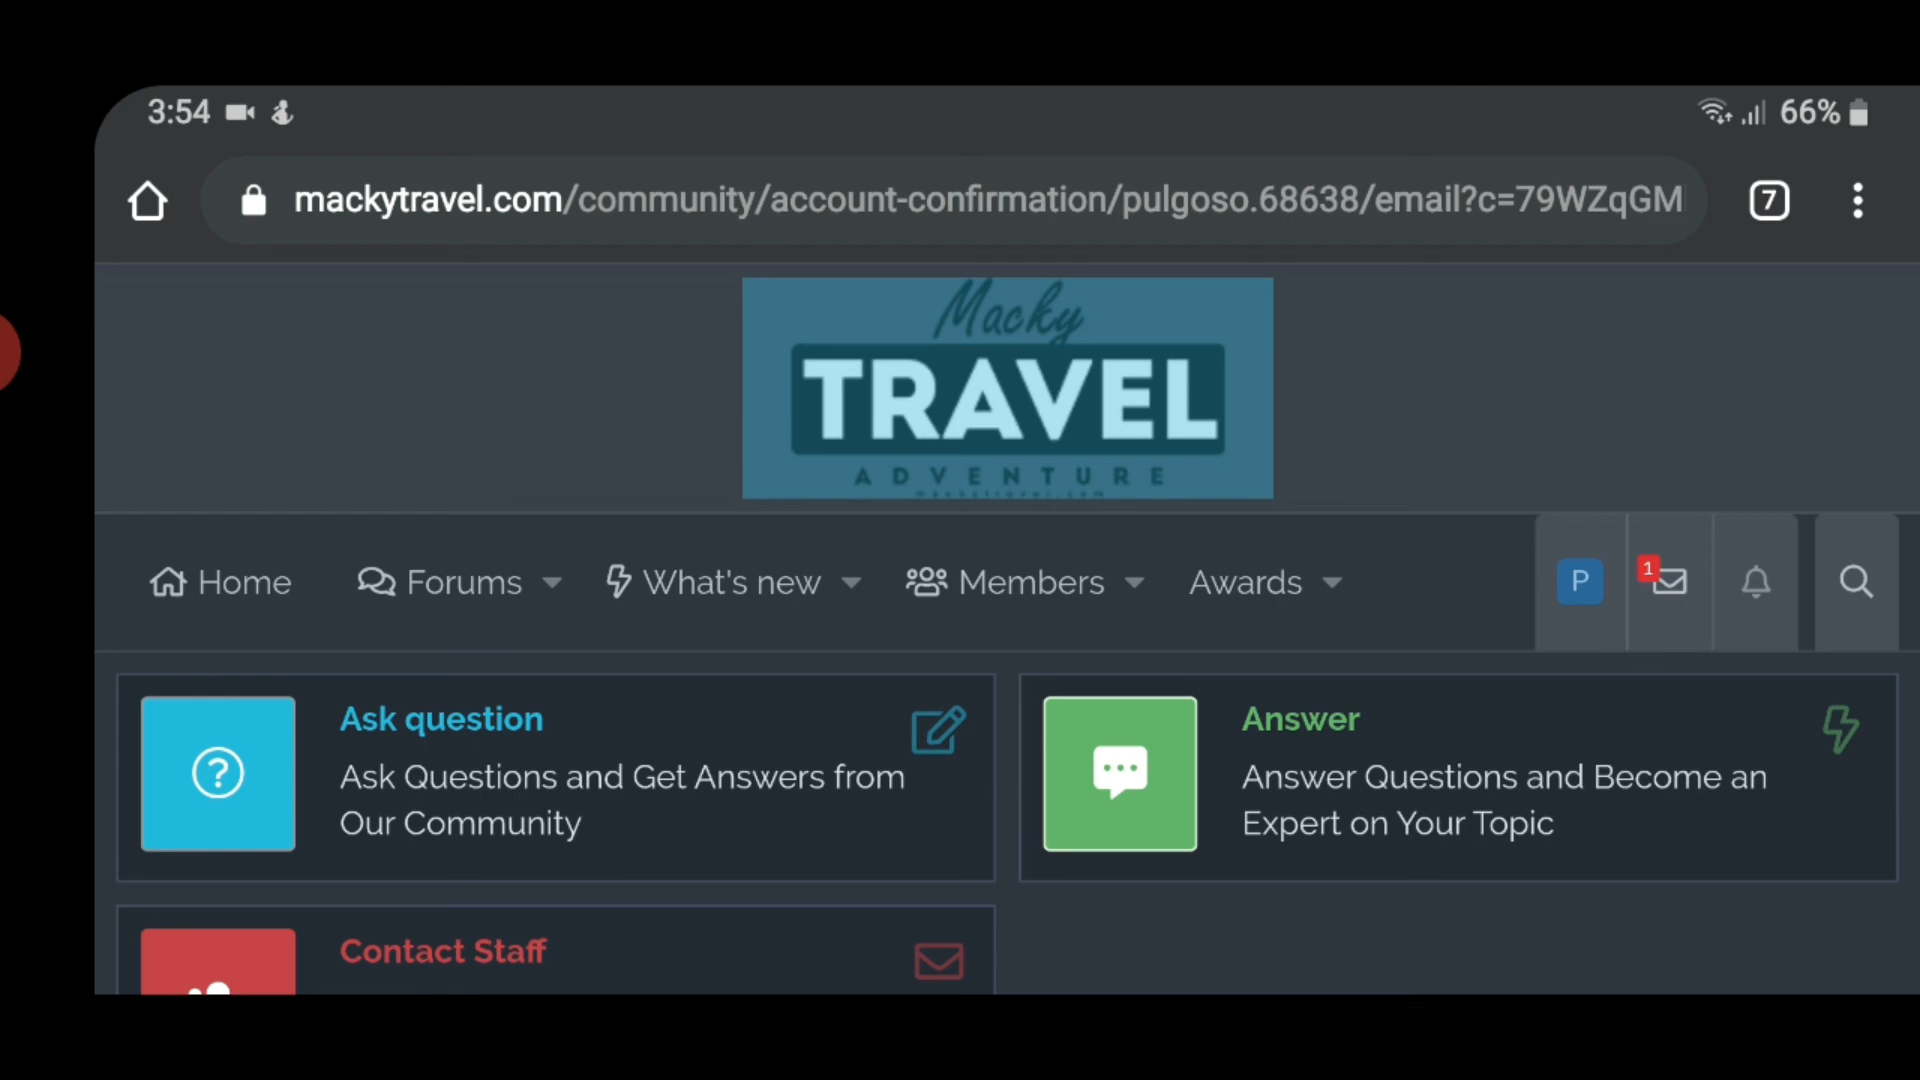 3:54
66%
mackytravel.com/community/account-confirmation/pulgoso.68638/email?c=79WZqGM
7
Macky
TRAVEL
ADVENTURE
mackytravel.com
Home
Forums
What's new
Members
Awards
P
1
Ask question
Ask Questions and Get Answers from
Our Community
Answer
Answer Questions and Become an
Expert on Your Topic
Contact Staff